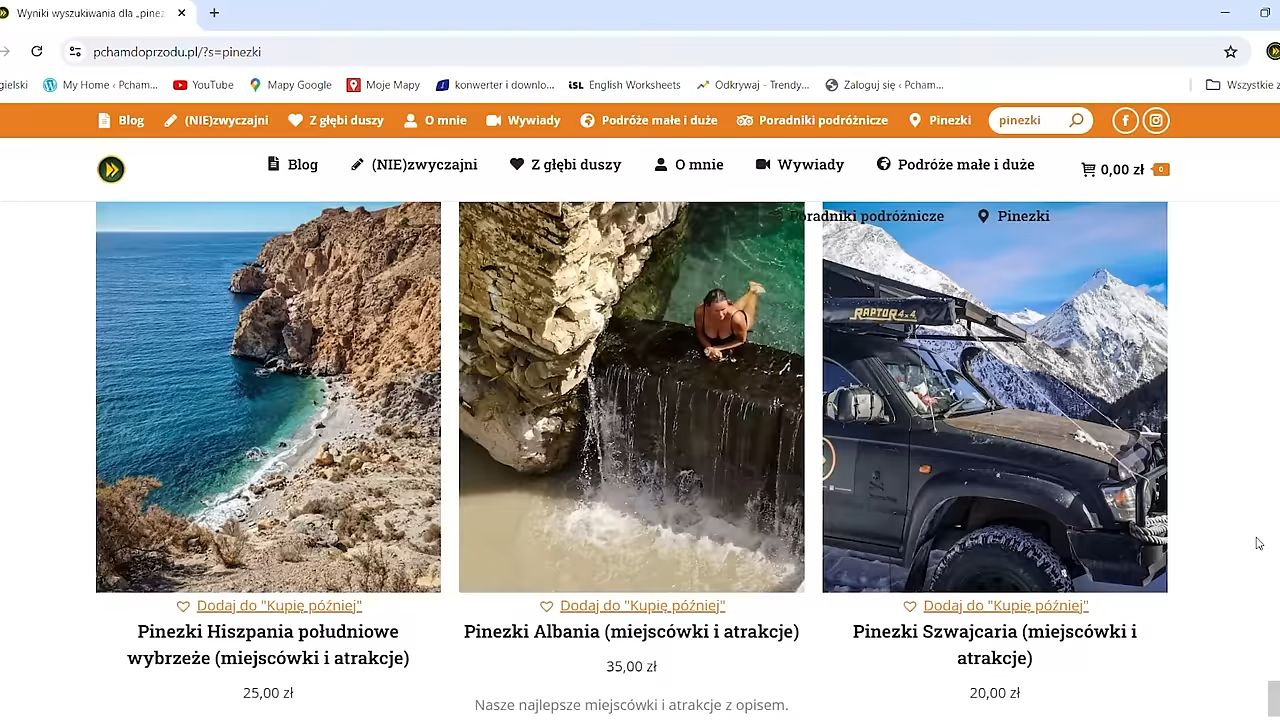 Wyniki wyszukiwania dla „pinez
pchamdoprzodu.pl/?s=pinezki
gielski
My Home ‹ Pcham...
YouTube
Mapy Google
Moje Mapy
konwerter i downlo...
iSL English Worksheets
Odkrywaj - Trendy...
Zaloguj się ‹ Pcham...
Wszystkie z
Blog
(NIE)zwyczajni
Z głębi duszy
O mnie
Wywiady
Podróże małe i duże
Poradniki podróżnicze
Pinezki
pinezki
Blog
(NIE)zwyczajni
Z głębi duszy
O mnie
Wywiady
Podróże małe i duże
0,00 zł
0
Poradniki podróżnicze
Pinezki
RAPTOR 4x4
Dodaj do "Kupię później"
Pinezki Hiszpania południowe
wybrzeże (miejscówki i atrakcje)
25,00 zł
Dodaj do "Kupię później"
Pinezki Albania (miejscówki i atrakcje)
35,00 zł
Nasze najlepsze miejscówki i atrakcje z opisem.
Dodaj do "Kupię później"
Pinezki Szwajcaria (miejscówki i
atrakcje)
20,00 zł